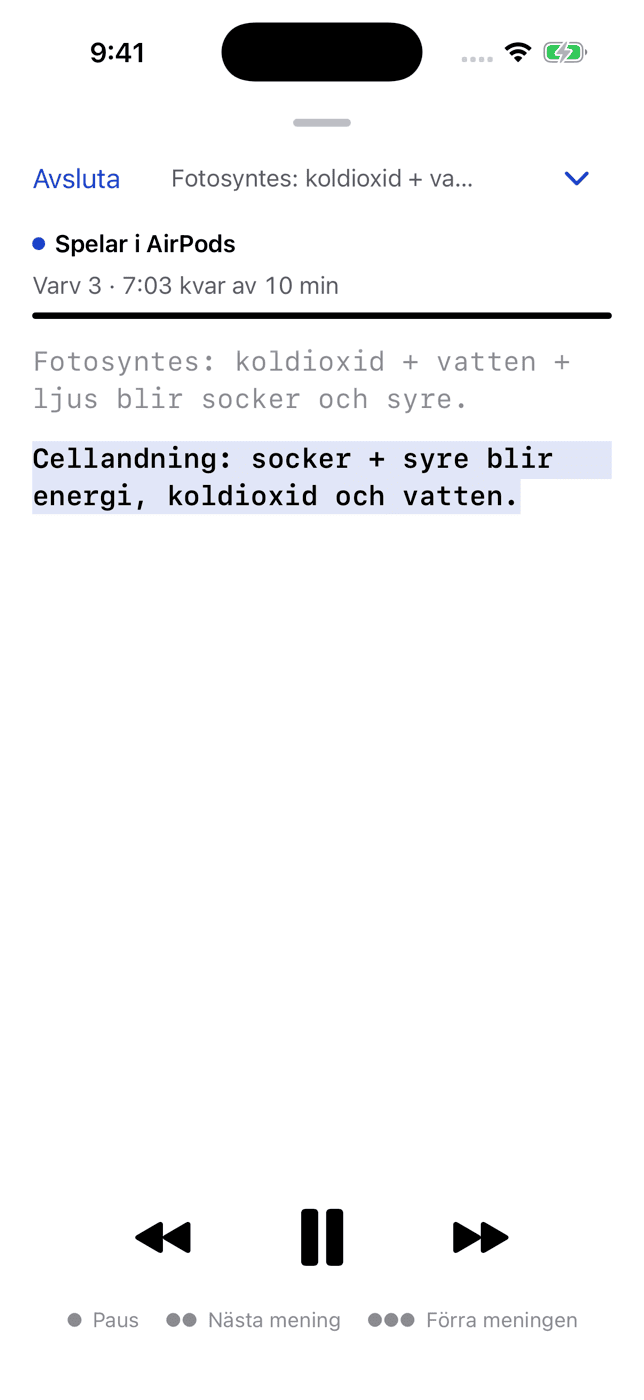 9:41
Avsluta
Fotosyntes: koldioxid + va...
Spelar i AirPods
Varv 3 · 7:03 kvar av 10 min
Fotosyntes: koldioxid + vatten +
ljus blir socker och syre.
Cellandning: socker + syre blir
energi, koldioxid och vatten.
Paus
Nästa mening
Förra meningen